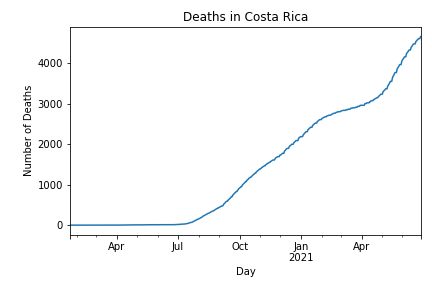 Deaths in Costa Rica
Number of Deaths
4000
3000
2000
1000
0
Apr Jul Oct Jan Apr
2021
Day